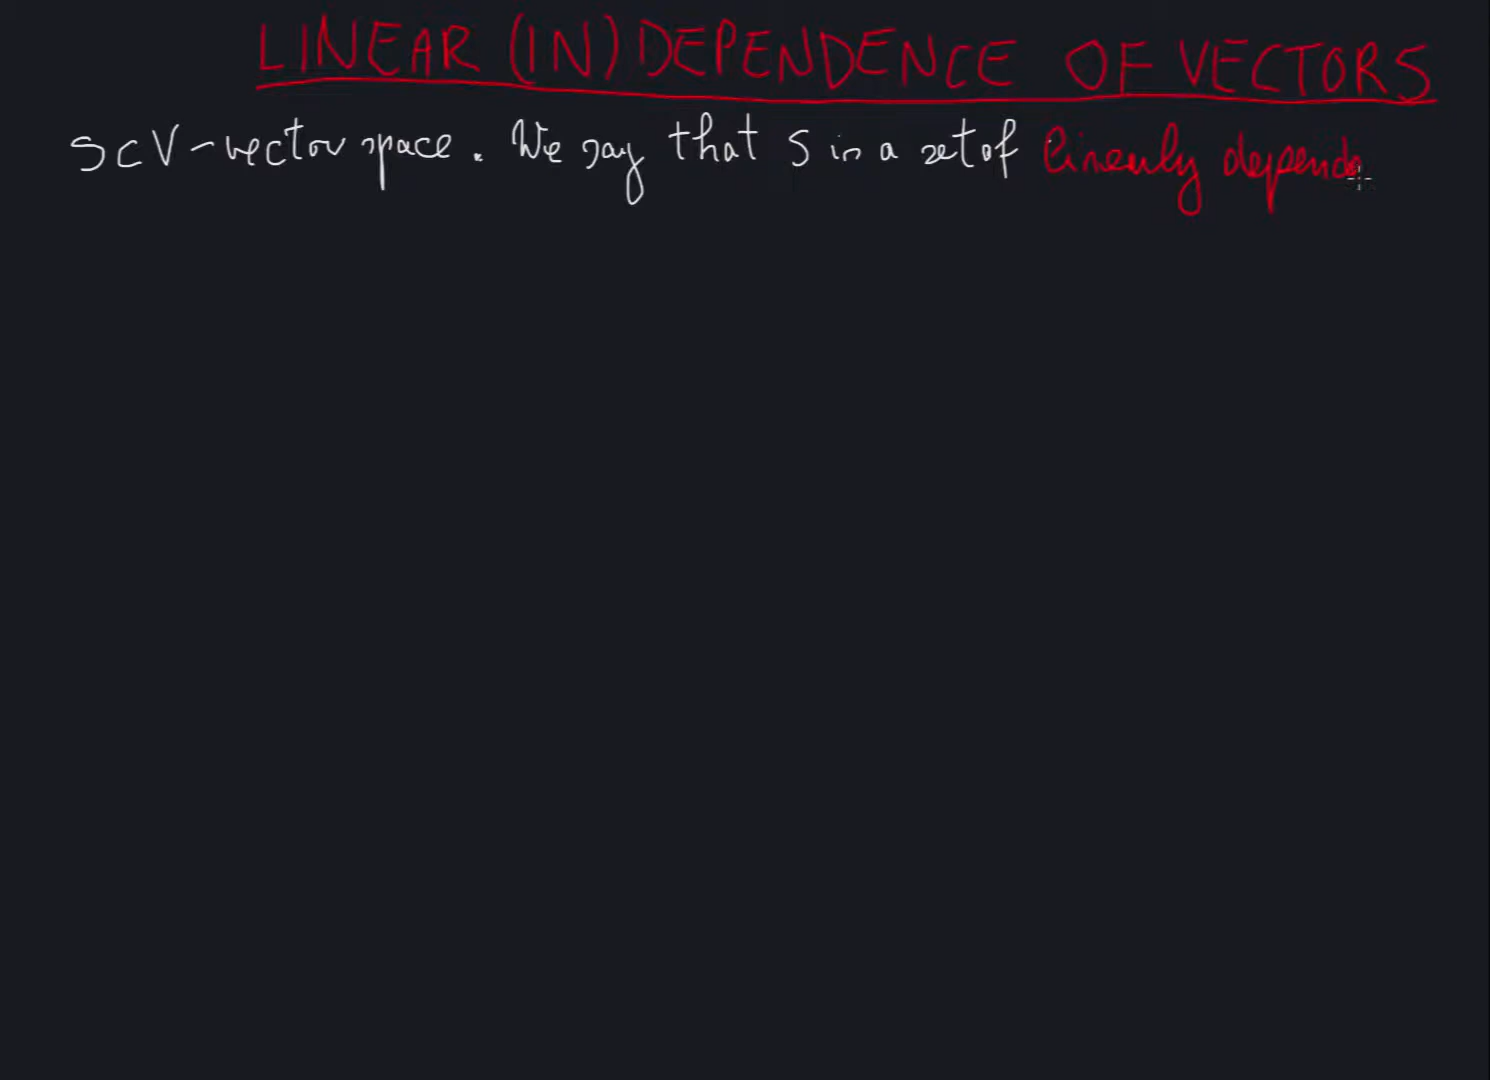 LINEAR (IN)DEPENDENCE OF VECTORS
S⊂V-vector space. We say that S is a set of linearly depende